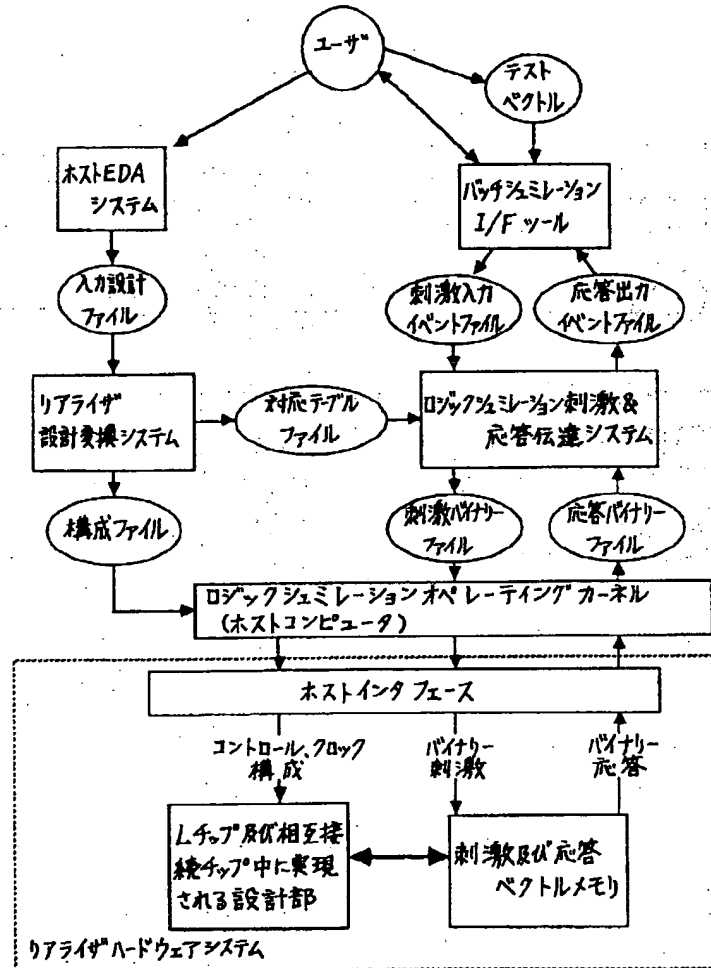 ユーザ
テスト
ベクトル
ホストEDA
システム
バッチシュミレーション
I/F ツール
入力設計
ファイル
刺激入力
イベントファイル
応答出力
イベントファイル
リアライザ
設計変換システム
対応テーブル
ファイル
ロジックシュミレーション刺激&
応答伝達システム
構成ファイル
刺激バイナリー
ファイル
応答バイナリー
ファイル
ロジックシュミレーションオペレーティングカーネル
(ホストコンピュータ)
ホストインタフェース
コントロール、クロック
構成
バイナリー
刺激
バイナリー
応答
Lチップ及び相互接
続チップ中に実現
される設計部
刺激及び応答
ベクトルメモリ
リアライザハードウェアシステム